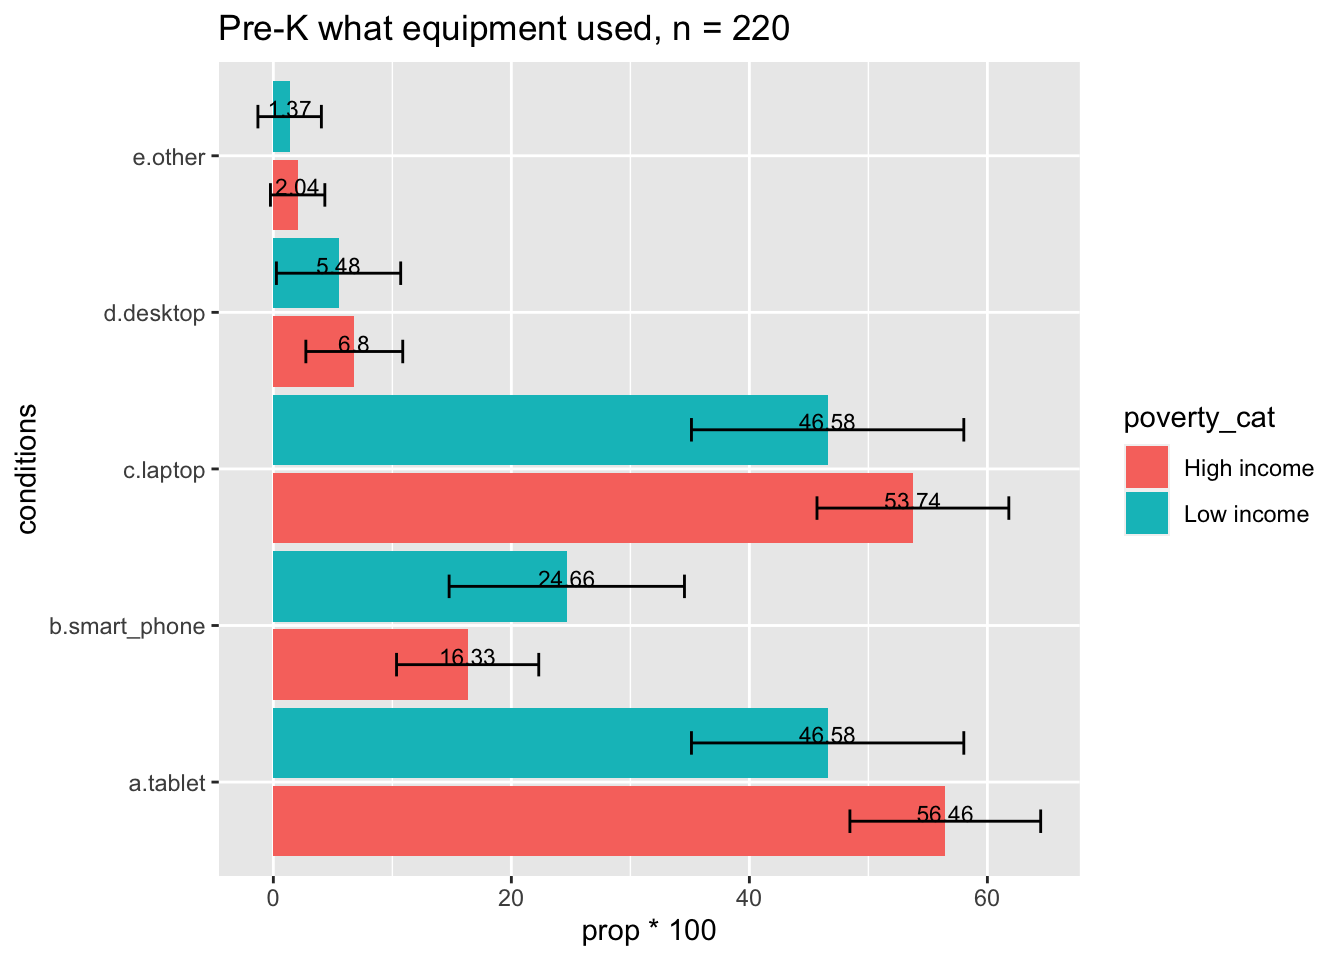 Pre-K what equipment used, n = 220
1.37
e.other
2.04
5.48
d.desktop
6.8
46.58
c.laptop
53.74
24.66
b.smart_phone
16.33
46.58
a.tablet
56.46
conditions
0 20 40 60
prop * 100
poverty_cat
High income
Low income